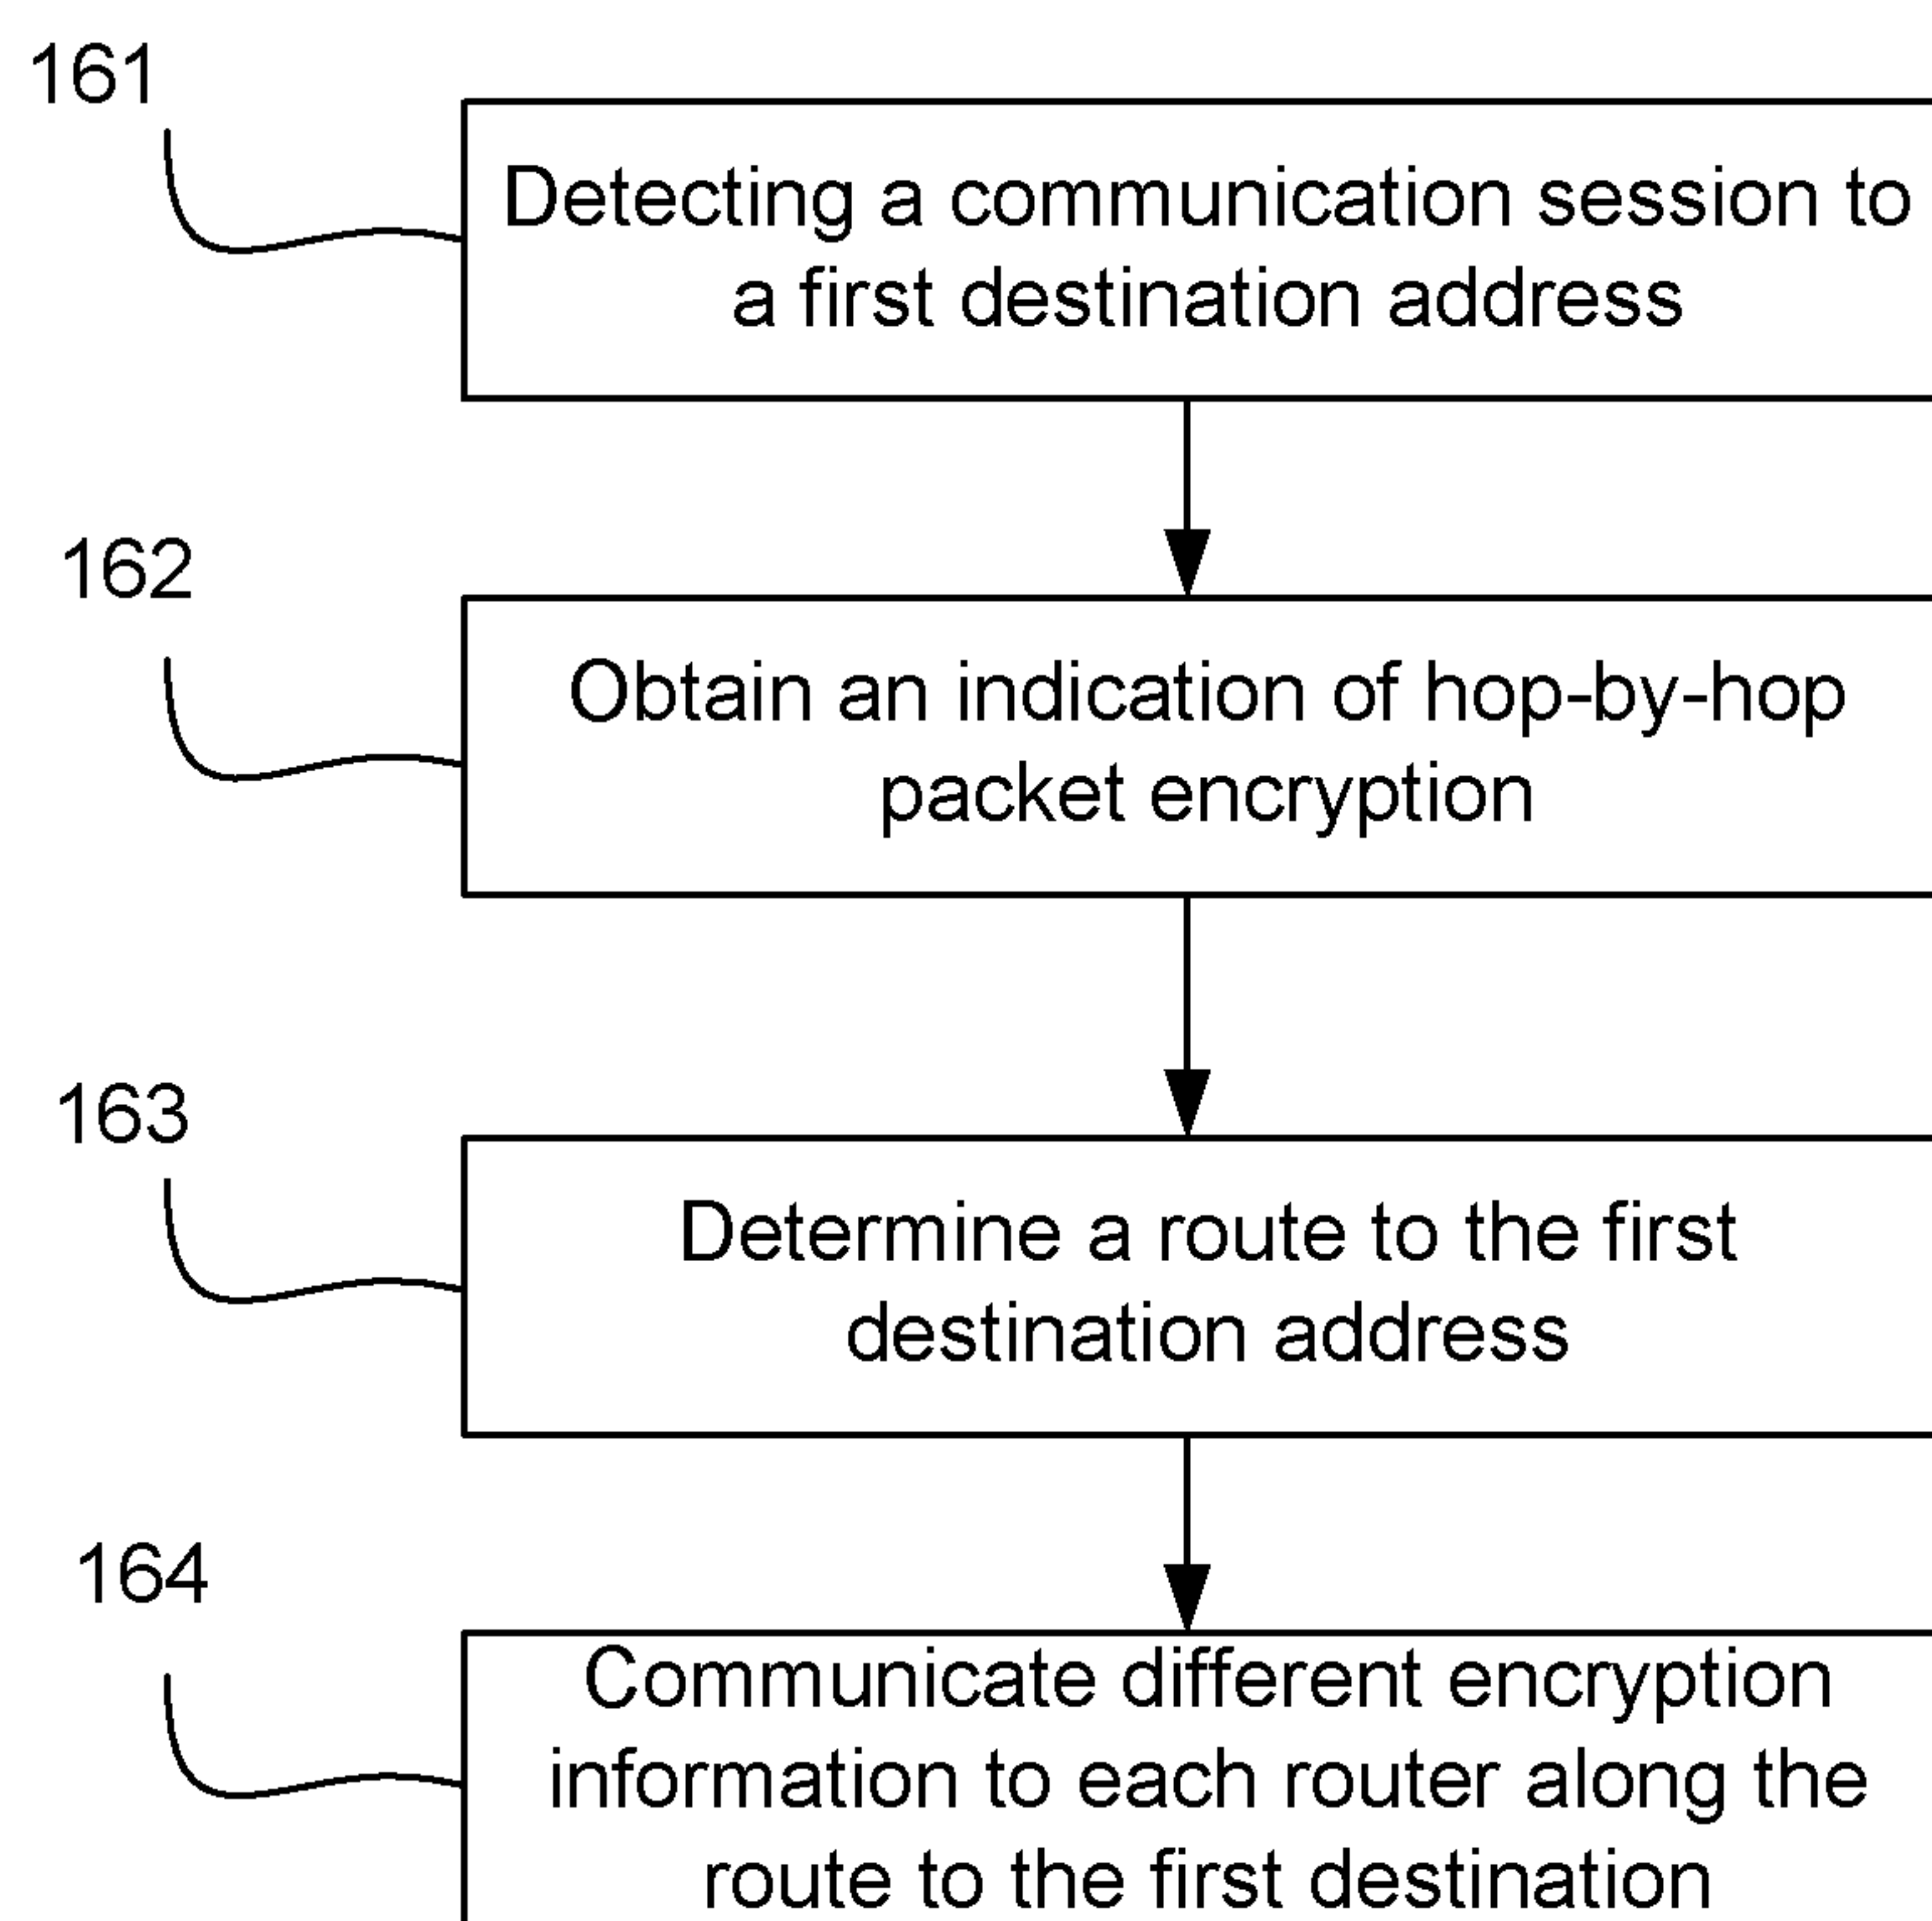 161
Detecting a communication session to
a first destination address
162
Obtain an indication of hop-by-hop
packet encryption
163
Determine a route to the first
destination address
164
Communicate different encryption
information to each router along the
route to the first destination